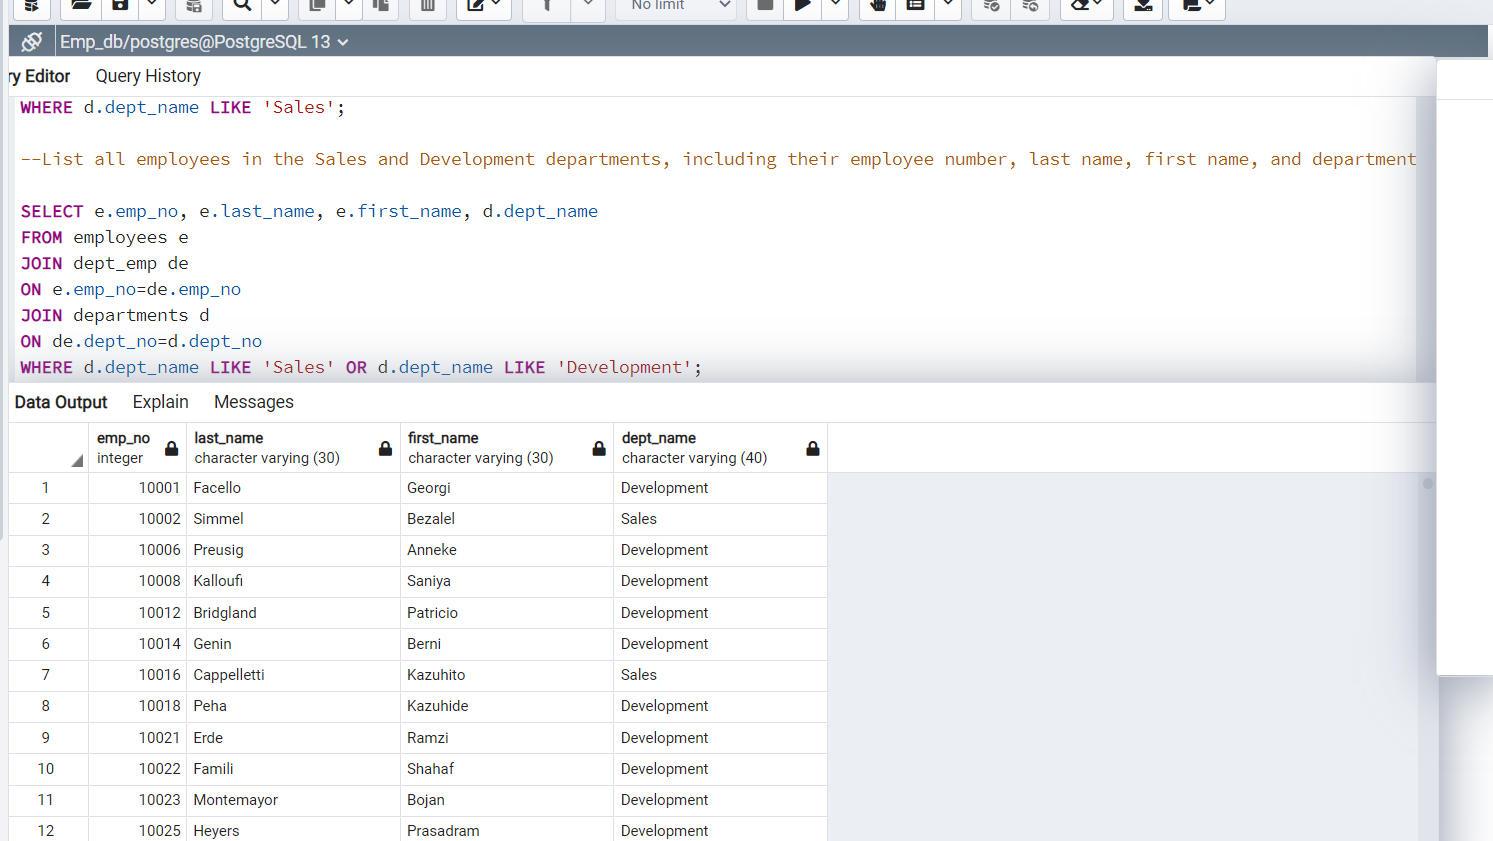 No limit
Emp_db/postgres@PostgreSQL 13
ry Editor Query History
WHERE d.dept_name LIKE 'Sales';
--List all employees in the Sales and Development departments, including their employee number, last name, first name, and department
SELECT e.emp_no, e.last_name, e.first_name, d.dept_name
FROM employees e
JOIN dept_emp de
ON e.emp_no=de.emp_no
JOIN departments d
ON de.dept_no=d.dept_no
WHERE d.dept_name LIKE 'Sales' OR d.dept_name LIKE 'Development';
Data Output Explain Messages
emp_no last_name first_name dept_name
integer character varying (30) character varying (30) character varying (40)
1 10001 Facello Georgi Development
2 10002 Simmel Bezalel Sales
3 10006 Preusig Anneke Development
4 10008 Kalloufi Saniya Development
5 10012 Bridgland Patricio Development
6 10014 Genin Berni Development
7 10016 Cappelletti Kazuhito Sales
8 10018 Peha Kazuhide Development
9 10021 Erde Ramzi Development
10 10022 Famili Shahaf Development
11 10023 Montemayor Bojan Development
12 10025 Heyers Prasadram Development